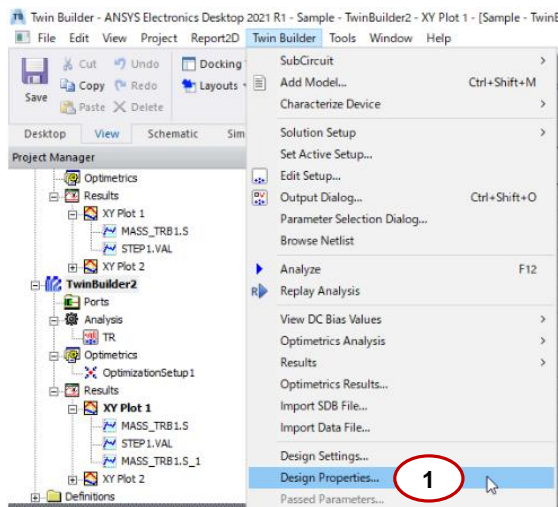 Twin Builder - ANSYS Electronics Desktop 2021 R1 - Sample - TwinBuilder2 - XY Plot 1 - [Sample - TwinB
File Edit View Project Report2D Twin Builder Tools Window Help
Save
Cut Undo Docking
Copy Redo Layouts
Paste Delete
Desktop View Schematic Sim
Project Manager
Optimetrics
Results
XY Plot 1
MASS_TRB1.S
STEP1.VAL
XY Plot 2
TwinBuilder2
Ports
Analysis
TR
Optimetrics
OptimizationSetup1
Results
XY Plot 1
MASS_TRB1.S
STEP1.VAL
MASS_TRB1.S_1
XY Plot 2
Definitions
SubCircuit
Add Model... Ctrl+Shift+M
Characterize Device
Solution Setup
Set Active Setup...
Edit Setup...
Output Dialog... Ctrl+Shift+O
Parameter Selection Dialog...
Browse Netlist
Analyze F12
Replay Analysis
View DC Bias Values
Optimetrics Analysis
Results
Optimetrics Results...
Import SDB File...
Import Data File...
Design Settings...
Design Properties... 1
Passed Parameters...